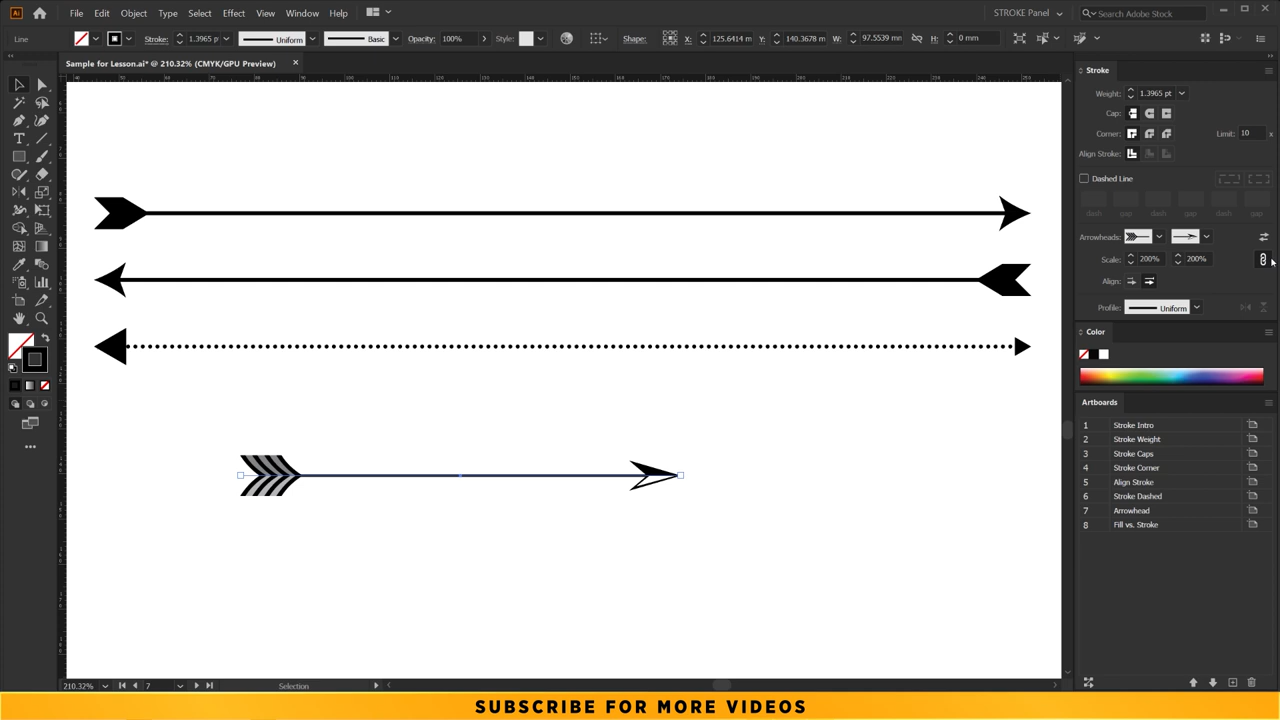 Ai File Edit Object Type Select Effect View Window Help STROKE Panel Search Adobe Stock
Line Stroke: 1.3965 pt Uniform Basic Opacity: 100% Style: Shape: X: 125.6414 m Y: 140.3678 m W: 97.5539 mn H: 0 mm
Sample for Lesson.ai* @ 210.32% (CMYK/GPU Preview)
Stroke
Weight: 1.3965 pt
Cap:
Corner: Limit: 10 x
Align Stroke:
Dashed Line
dash gap dash gap dash gap
Arrowheads:
Scale: 200% 200%
Align:
Profile: Uniform
Color
Artboards
1 Stroke Intro
2 Stroke Weight
3 Stroke Caps
4 Stroke Corner
5 Align Stroke
6 Stroke Dashed
7 Arrowhead
8 Fill vs. Stroke
210.32% 7 Selection
SUBSCRIBE FOR MORE VIDEOS